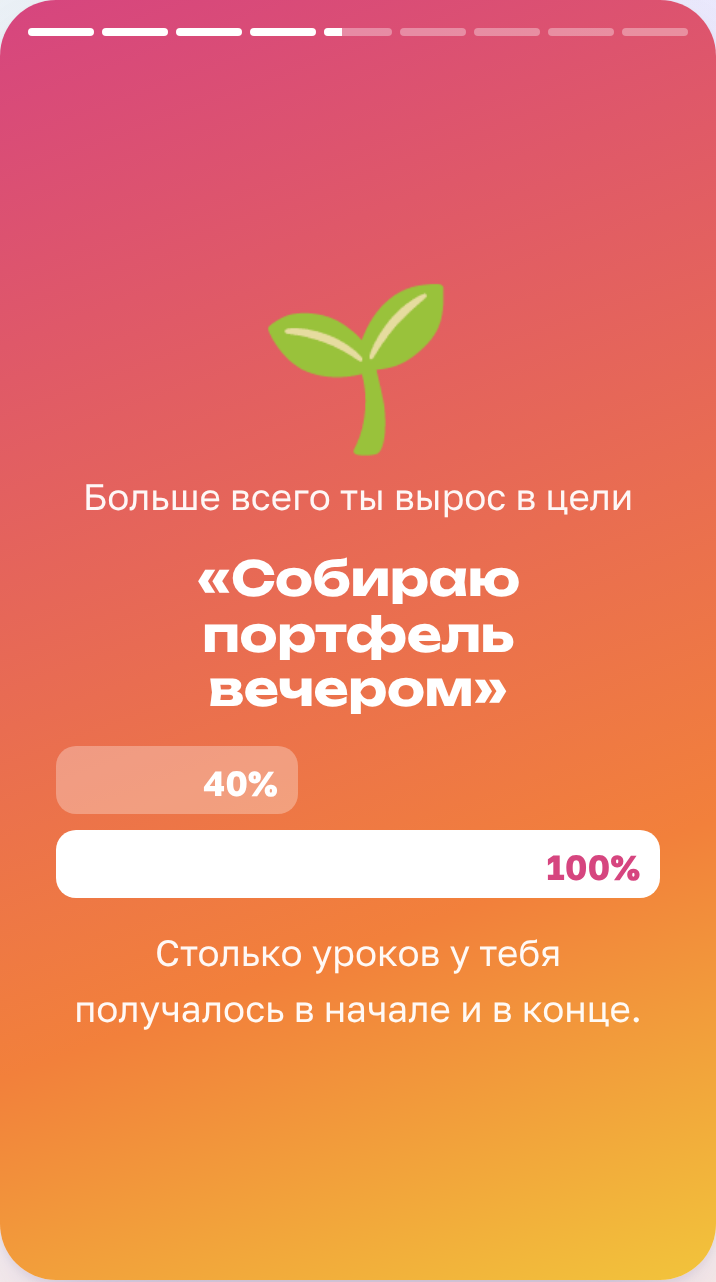 Больше всего ты вырос в цели
«Собираю
портфель
вечером»
40%
100%
Столько уроков у тебя
получалось в начале и в конце.